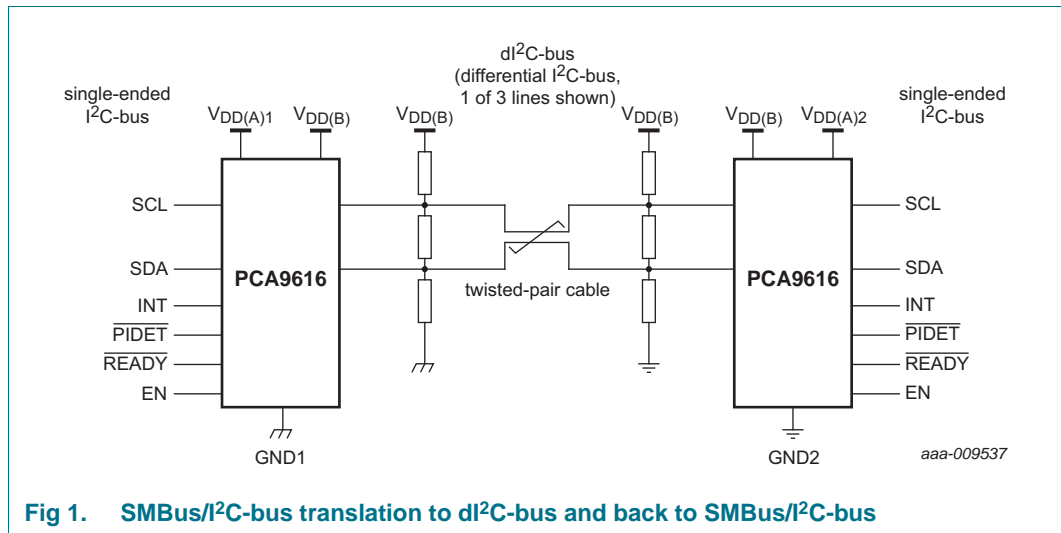 dI²C-bus
(differential I²C-bus,
1 of 3 lines shown)
single-ended
I²C-bus
single-ended
I²C-bus
VDD(A)1
VDD(B)
VDD(B)
VDD(B)
VDD(B)
VDD(A)2
SCL
SDA
INT
PIDET
READY
EN
PCA9616
twisted-pair cable
PCA9616
SCL
SDA
INT
PIDET
READY
EN
GND1
GND2
aaa-009537
Fig 1. SMBus/I²C-bus translation to dI²C-bus and back to SMBus/I²C-bus